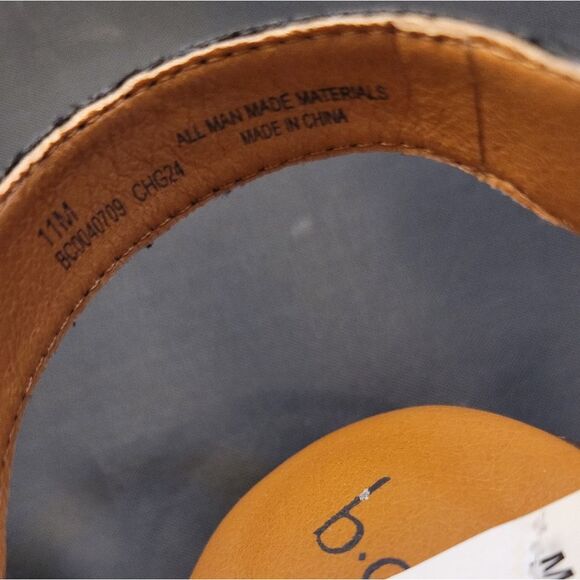 ALL MAN MADE MATERIALS
MADE IN CHINA
11M
BC0040709 CHG24
b.o
M